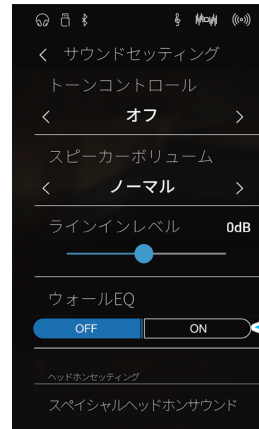 サウンドセッティング
トーンコントロール
オフ
スピーカーボリューム
ノーマル
ラインインレベル 0dB
ウォールEQ
OFF ON
ヘッドホンセッティング
スペイシャルヘッドホンサウンド